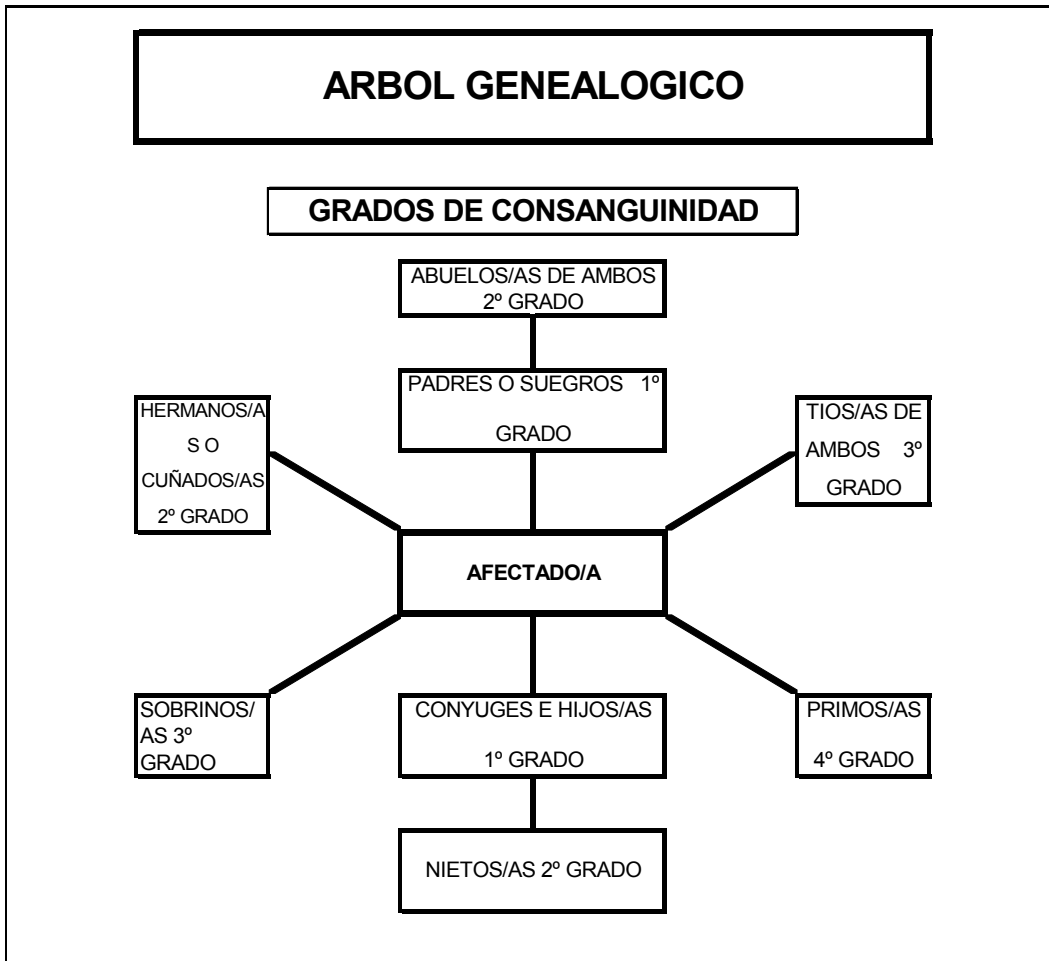 ARBOL GENEALOGICO
GRADOS DE CONSANGUINIDAD
ABUELOS/AS DE AMBOS
2º GRADO
PADRES O SUEGROS 1º
GRADO
HERMANOS/A
S O
CUÑADOS/AS
2º GRADO
TIOS/AS DE
AMBOS 3º
GRADO
AFECTADO/A
SOBRINOS/
AS 3º
GRADO
CONYUGES E HIJOS/AS
1º GRADO
PRIMOS/AS
4º GRADO
NIETOS/AS 2º GRADO